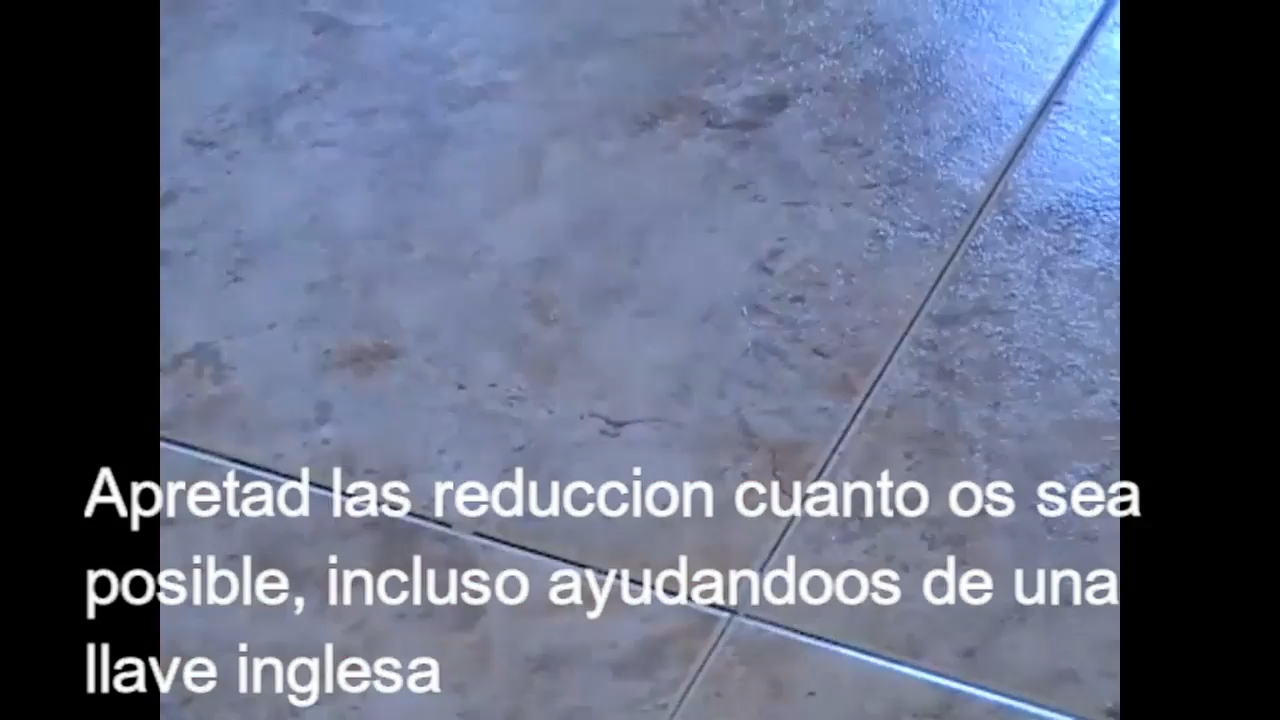 Apretad las reduccion cuanto os sea
posible, incluso ayudandoos de una
llave inglesa